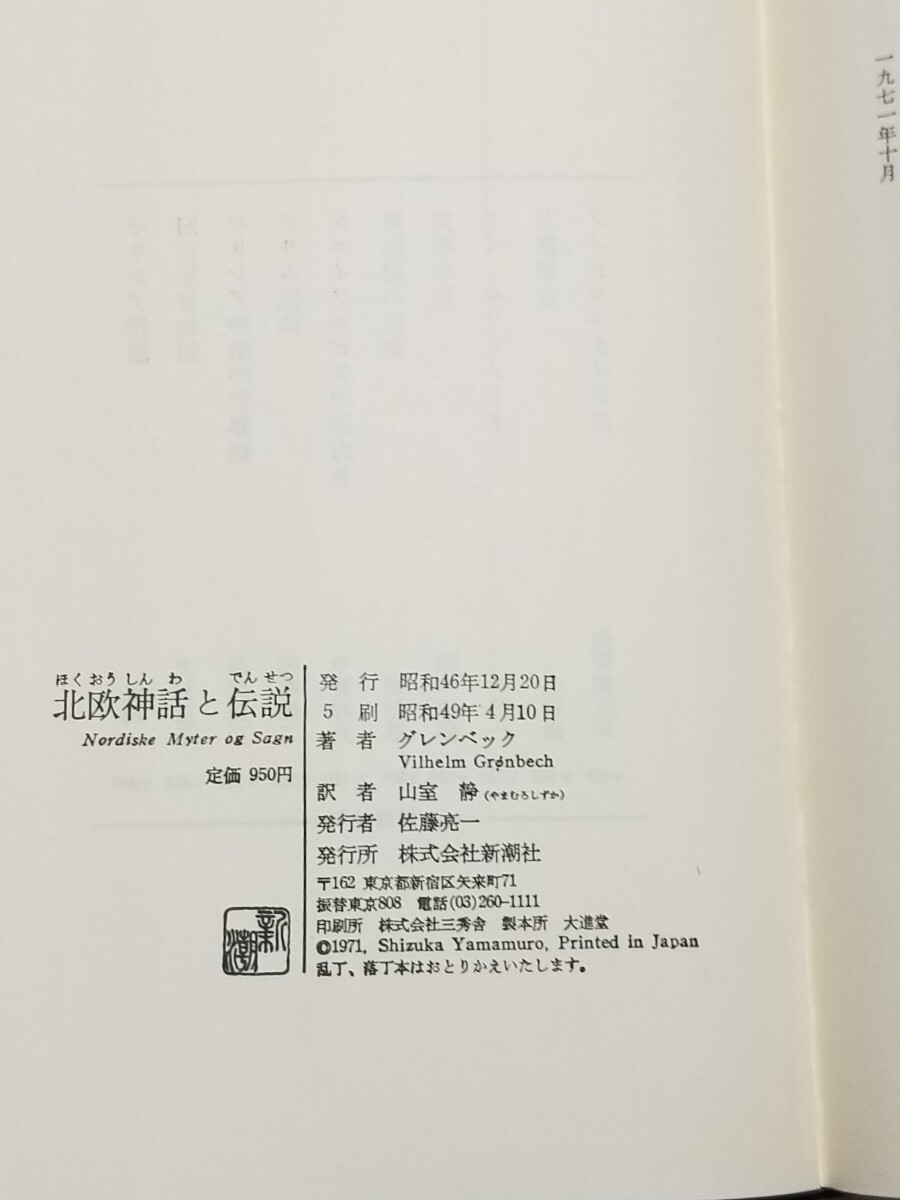 一九七一年十月
ほくおうしんわ でんせつ
北欧神話と伝説
Nordiske Myter og Sagn
定価 950円
発行 昭和46年12月20日
5刷 昭和49年4月10日
著者 グレンベック
Vilhelm Grønbech
訳者 山室 静(やまむろしずか)
発行者 佐藤亮一
発行所 株式会社新潮社
〒162 東京都新宿区矢来町71
振替東京808 電話(03)260-1111
印刷所 株式会社三秀舎 製本所 大進堂
©1971, Shizuka Yamamuro, Printed in Japan
乱丁、落丁本はおとりかえいたします。
新潮